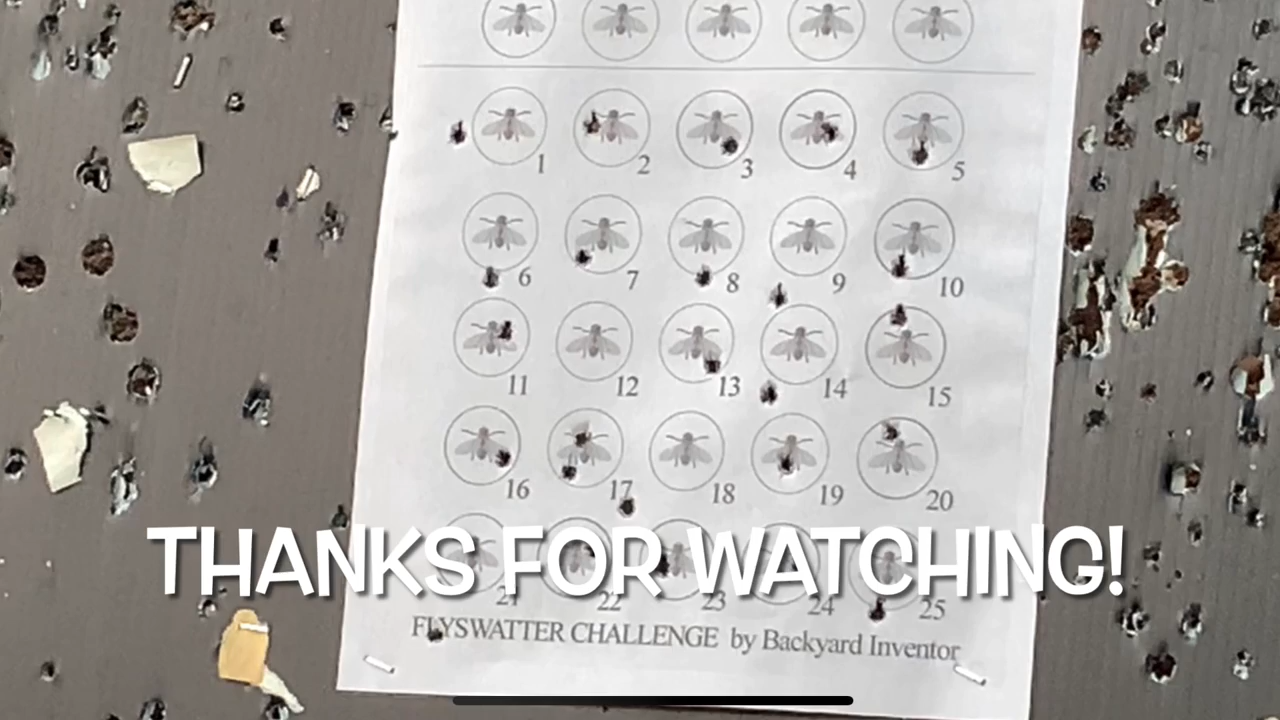 1 2 3 4 5
6 7 8 9 10
11 12 13 14 15
16 17 18 19 20
THANKS FOR WATCHING!
21 22 23 24 25
FLYSWATTER CHALLENGE by Backyard Inventor